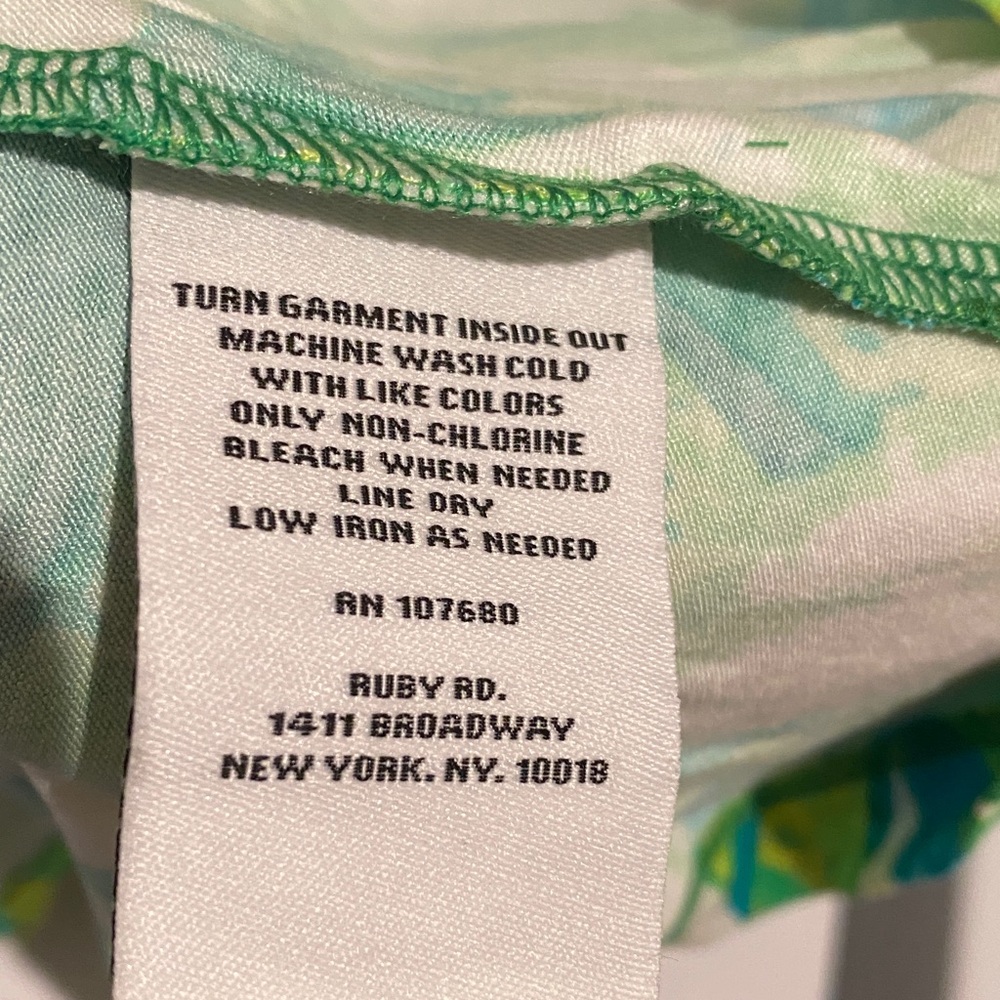 TURN GARMENT INSIDE OUT
MACHINE WASH COLD
WITH LIKE COLORS
ONLY NON-CHLORINE
BLEACH WHEN NEEDED
LINE DRY
LOW IRON AS NEEDED
RN 107680
RUBY RD.
1411 BROADWAY
NEW YORK. NY. 10018